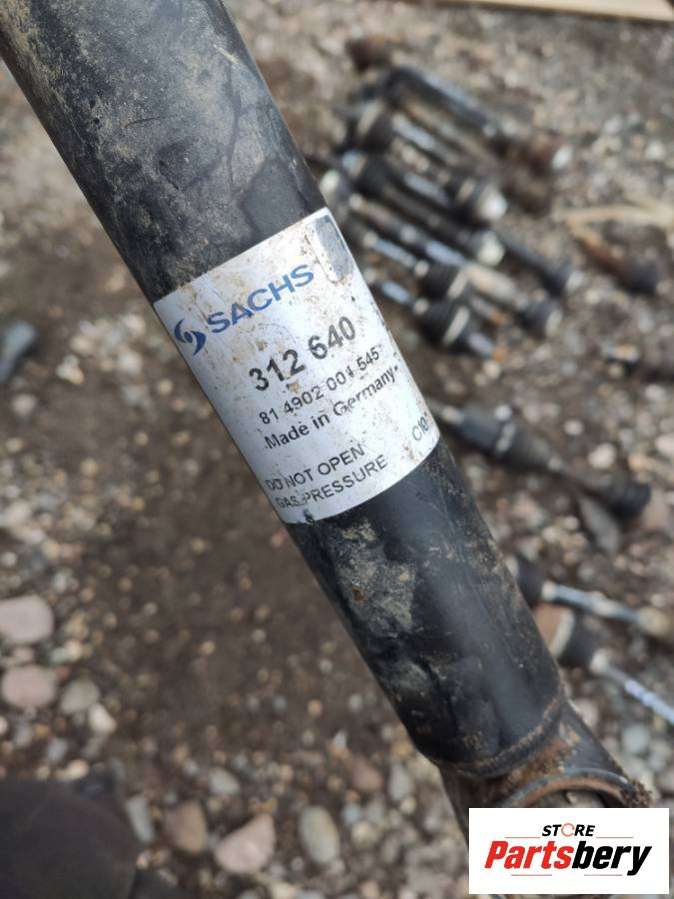 SACHS
312 640
81 4902 001 545
Made in Germany
DO NOT OPEN
GAS PRESSURE
STORE
Partsbery